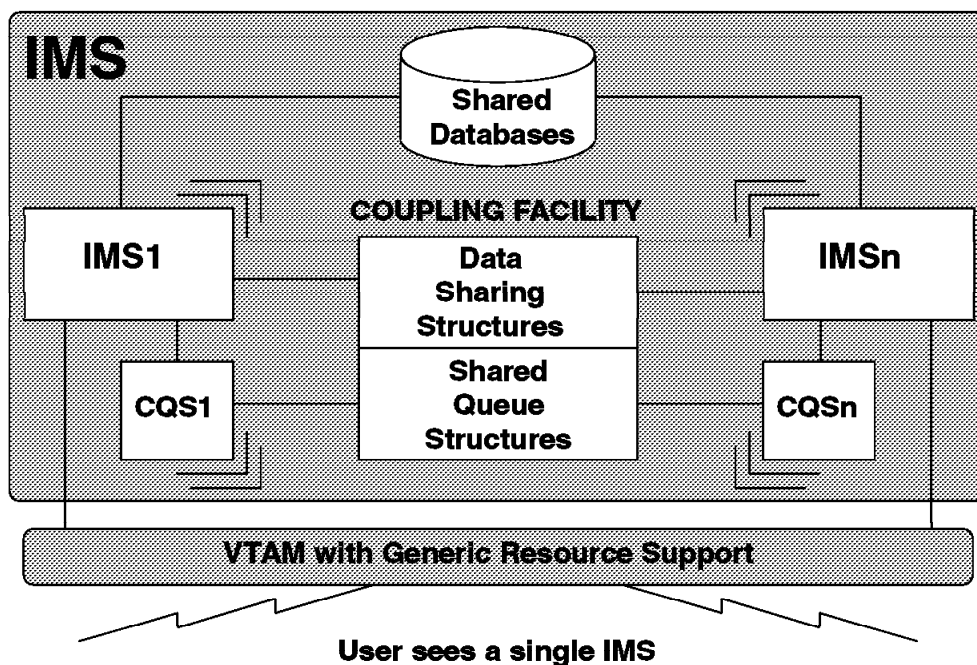 IMS
Shared
Databases
COUPLING FACILITY
IMS1
Data
Sharing
Structures
IMSn
CQS1
Shared
Queue
Structures
CQSn
VTAM with Generic Resource Support
User sees a single IMS